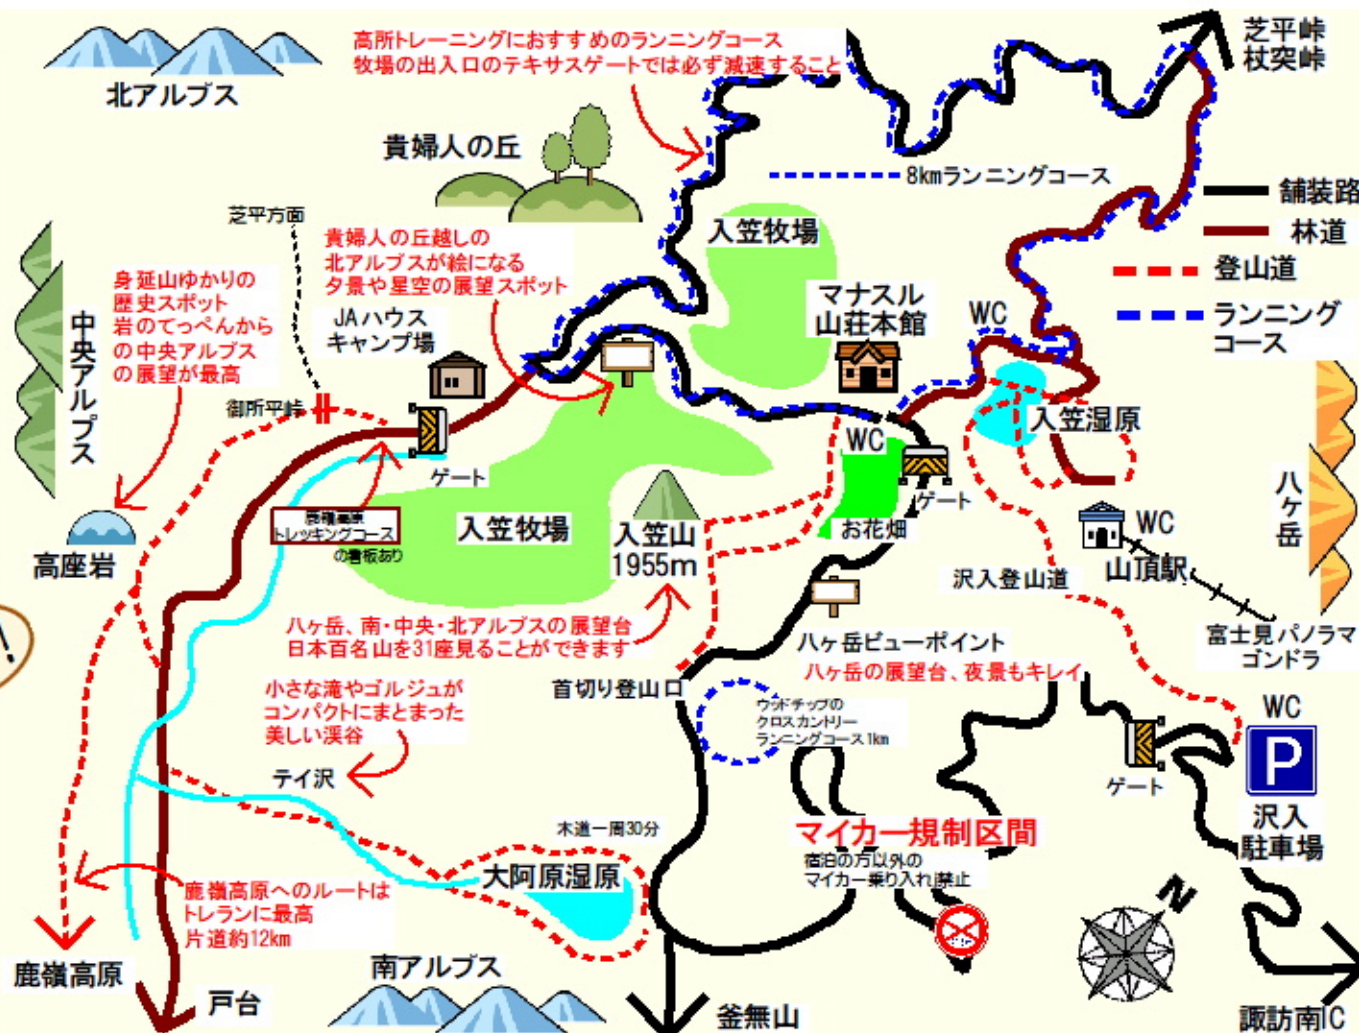 高所トレーニングにおすすめのランニングコース
牧場の出入口のテキサスゲートでは必ず減速すること
芝平峠
杖突峠
北アルプス
貴婦人の丘
8kmランニングコース
舗装路
林道
登山道
ランニング
コース
芝平方面
入笠牧場
貴婦人の丘越しの
北アルプスが絵になる
夕景や星空の展望スポット
身延山ゆかりの
歴史スポット
岩のてっぺんから
の中央アルプス
の展望が最高
中央アルプス
JAハウス
キャンプ場
マナスル
山荘本館
WC
御所平峠
入笠湿原
WC
ゲート
ゲート
八ヶ岳
鹿嶺高原
トレッキングコース
の看板あり
入笠牧場
入笠山
1955m
お花畑
WC
山頂駅
高座岩
沢入登山道
富士見パノラマ
ゴンドラ
!
八ヶ岳、南・中央・北アルプスの展望台
日本百名山を31座見ることができます
八ヶ岳ビューポイント
八ヶ岳の展望台、夜景もキレイ
首切り登山口
小さな滝やゴルジュが
コンパクトにまとまった
美しい渓谷
ウッドチップの
クロスカントリー
ランニングコース1km
WC
P
沢入
駐車場
ゲート
テイ沢
木道一周30分
マイカー規制区間
宿泊の方以外の
マイカー乗り入れ禁止
大阿原湿原
鹿嶺高原へのルートは
トレランに最高
片道約12km
N
鹿嶺高原
戸台
南アルプス
釜無山
諏訪南IC